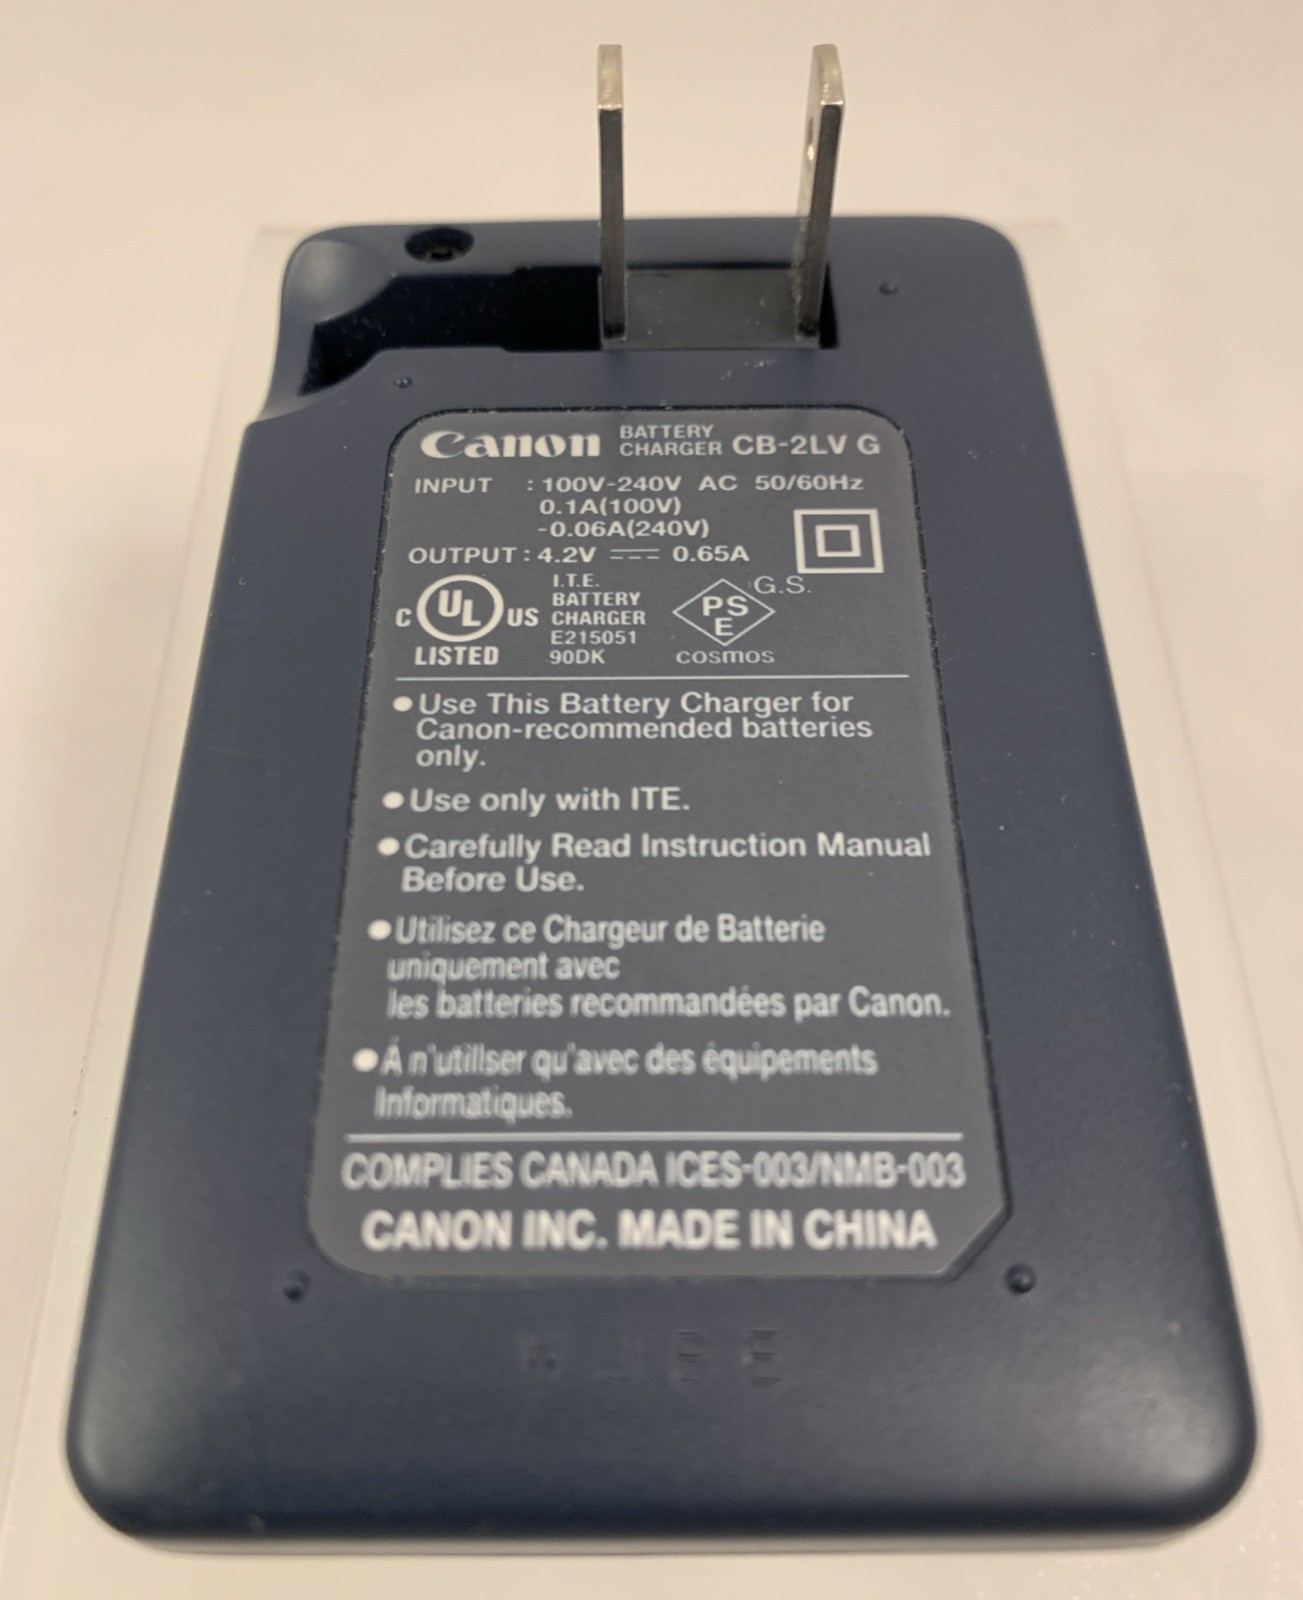 Canon BATTERY CHARGER CB-2LV G
INPUT : 100V-240V AC 50/60Hz
0.1A(100V)
-0.06A(240V)
OUTPUT : 4.2V ⎓ 0.65A
C UL US LISTED
I.T.E.
BATTERY
CHARGER
E215051
90DK
PS
E
G.S.
COSMOS
●Use This Battery Charger for
Canon-recommended batteries
only.
●Use only with ITE.
●Carefully Read Instruction Manual
Before Use.
●Utilisez ce Chargeur de Batterie
uniquement avec
les batteries recommandées par Canon.
●Á n'utiliser qu'avec des équipements
Informatiques.
COMPLIES CANADA ICES-003/NMB-003
CANON INC. MADE IN CHINA